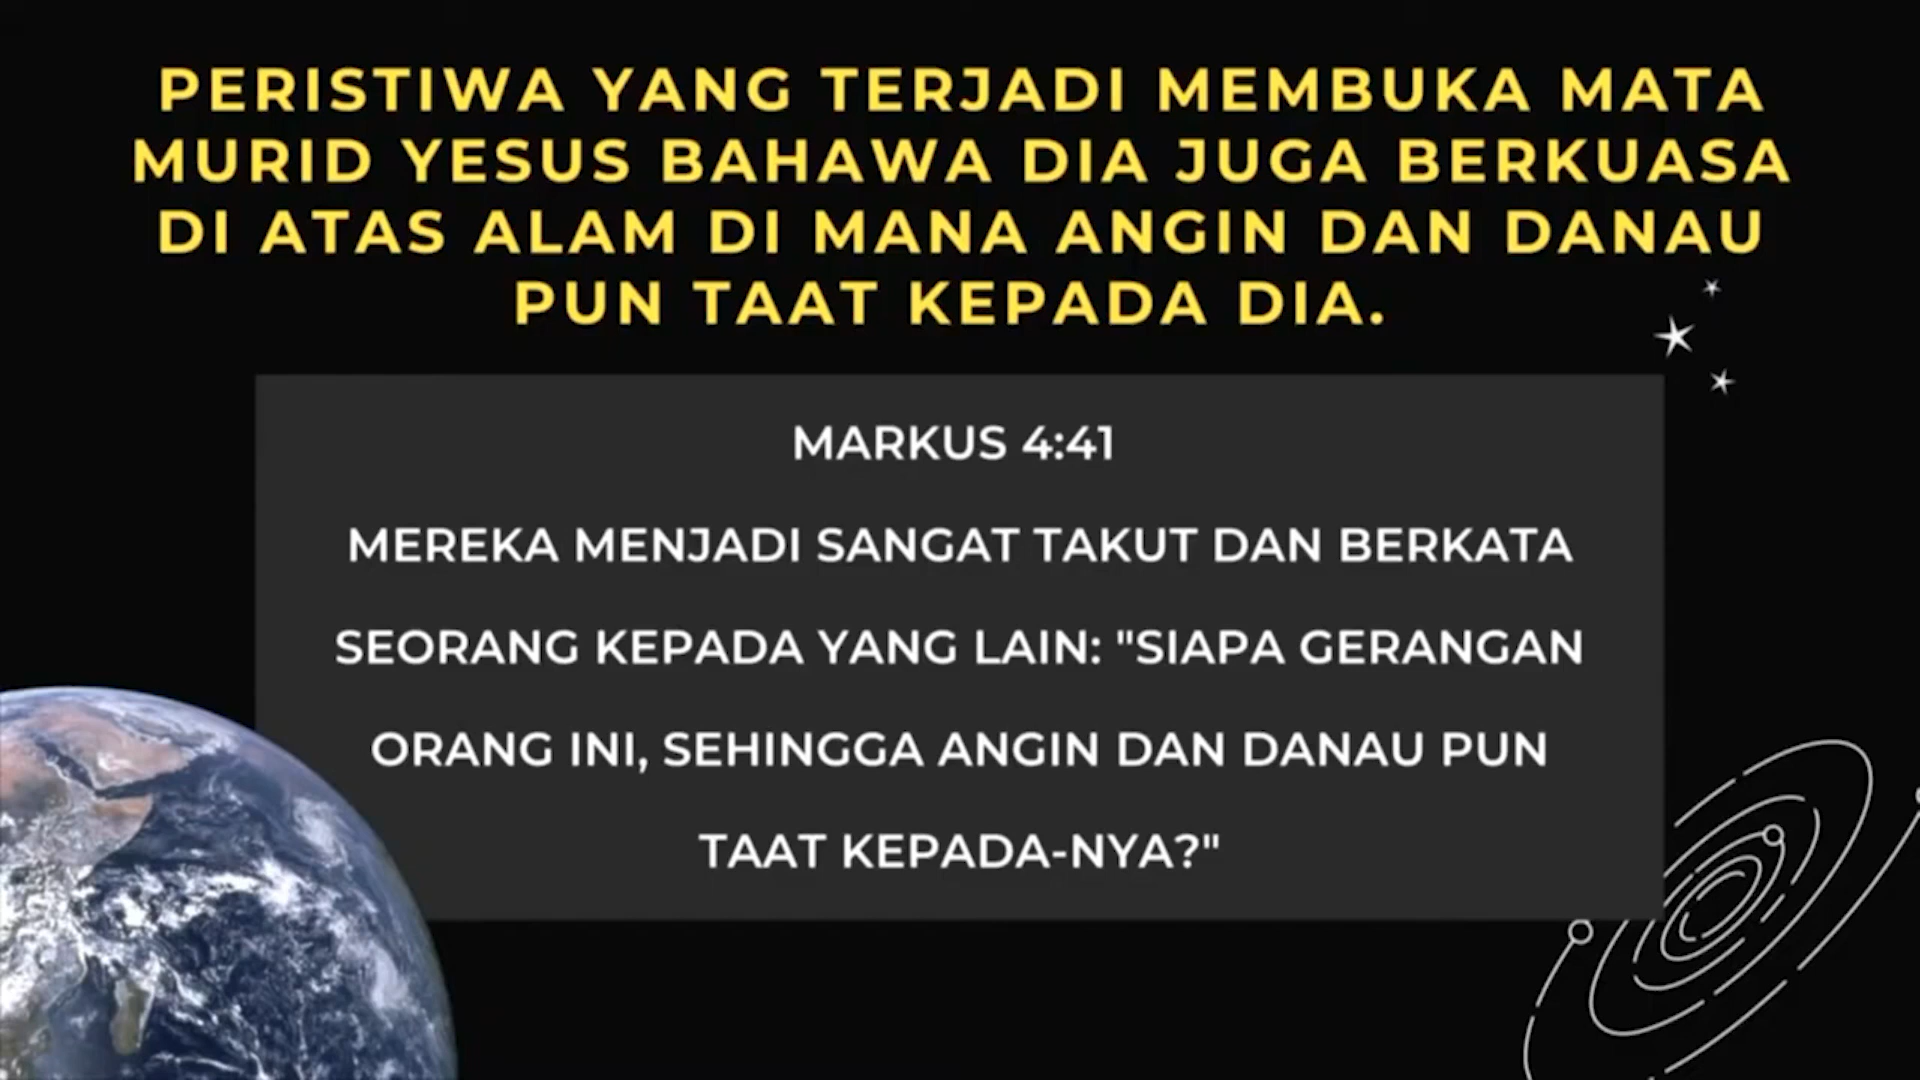 PERISTIWA YANG TERJADI MEMBUKA MATA
MURID YESUS BAHAWA DIA JUGA BERKUASA
DI ATAS ALAM DI MANA ANGIN DAN DANAU
PUN TAAT KEPADA DIA.
MARKUS 4:41
MEREKA MENJADI SANGAT TAKUT DAN BERKATA
SEORANG KEPADA YANG LAIN: "SIAPA GERANGAN
ORANG INI, SEHINGGA ANGIN DAN DANAU PUN
TAAT KEPADA-NYA?"